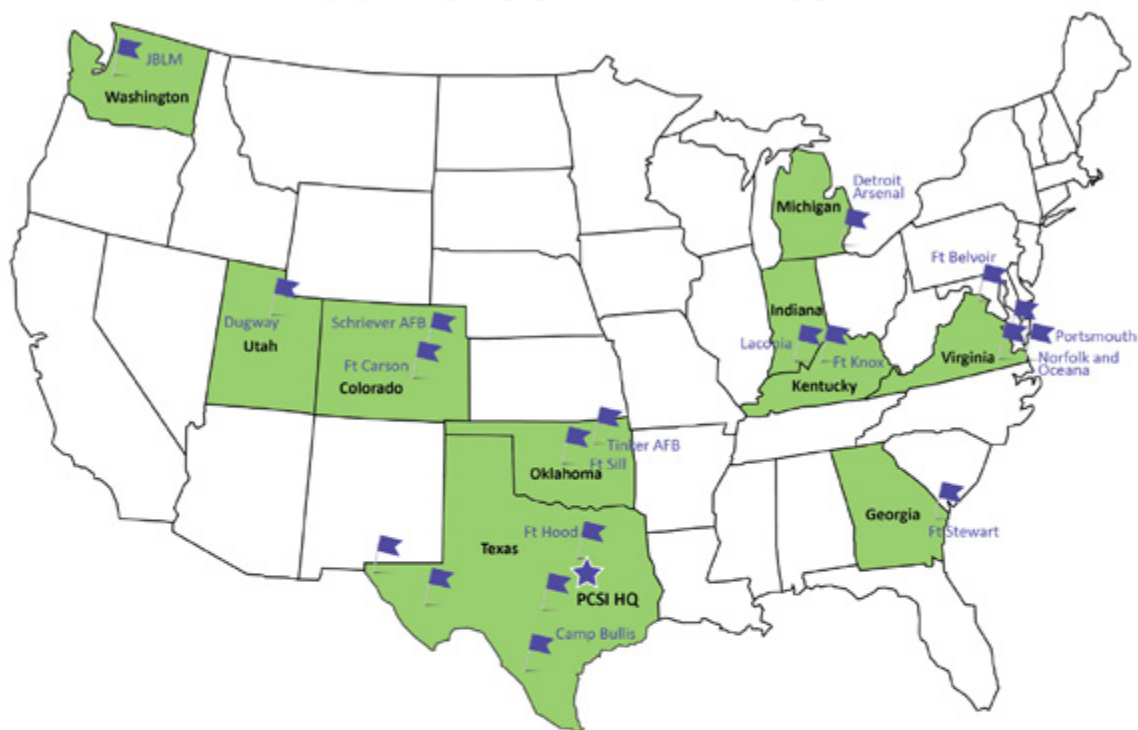 JBLM
Washington
Detroit
Arsenal
Michigan
Ft Belvoir
Dugway
Utah
Schriever AFB
Ft Carson
Colorado
Indiana
Laconia
Ft Knox
Kentucky
Virginia
Portsmouth
Norfolk and
Oceana
Tinker AFB
Ft Sill
Oklahoma
Georgia
Ft Stewart
Ft Hood
Texas
PCSI HQ
Camp Bullis